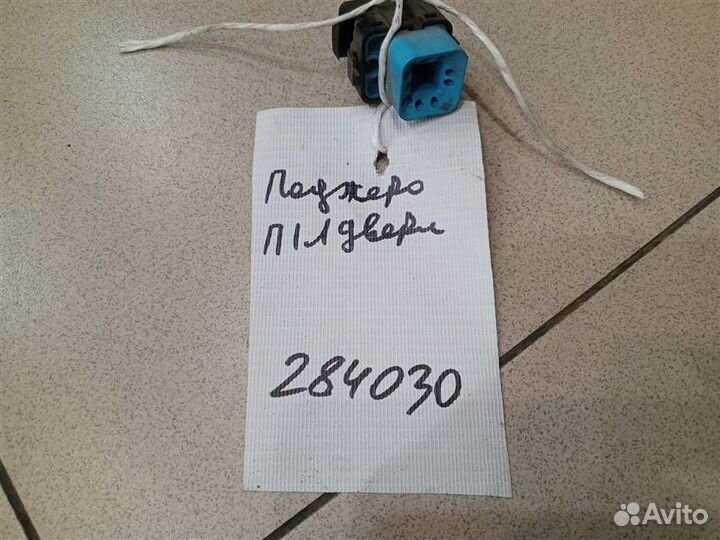 Паджеро
П1Л двери
284030
Avito